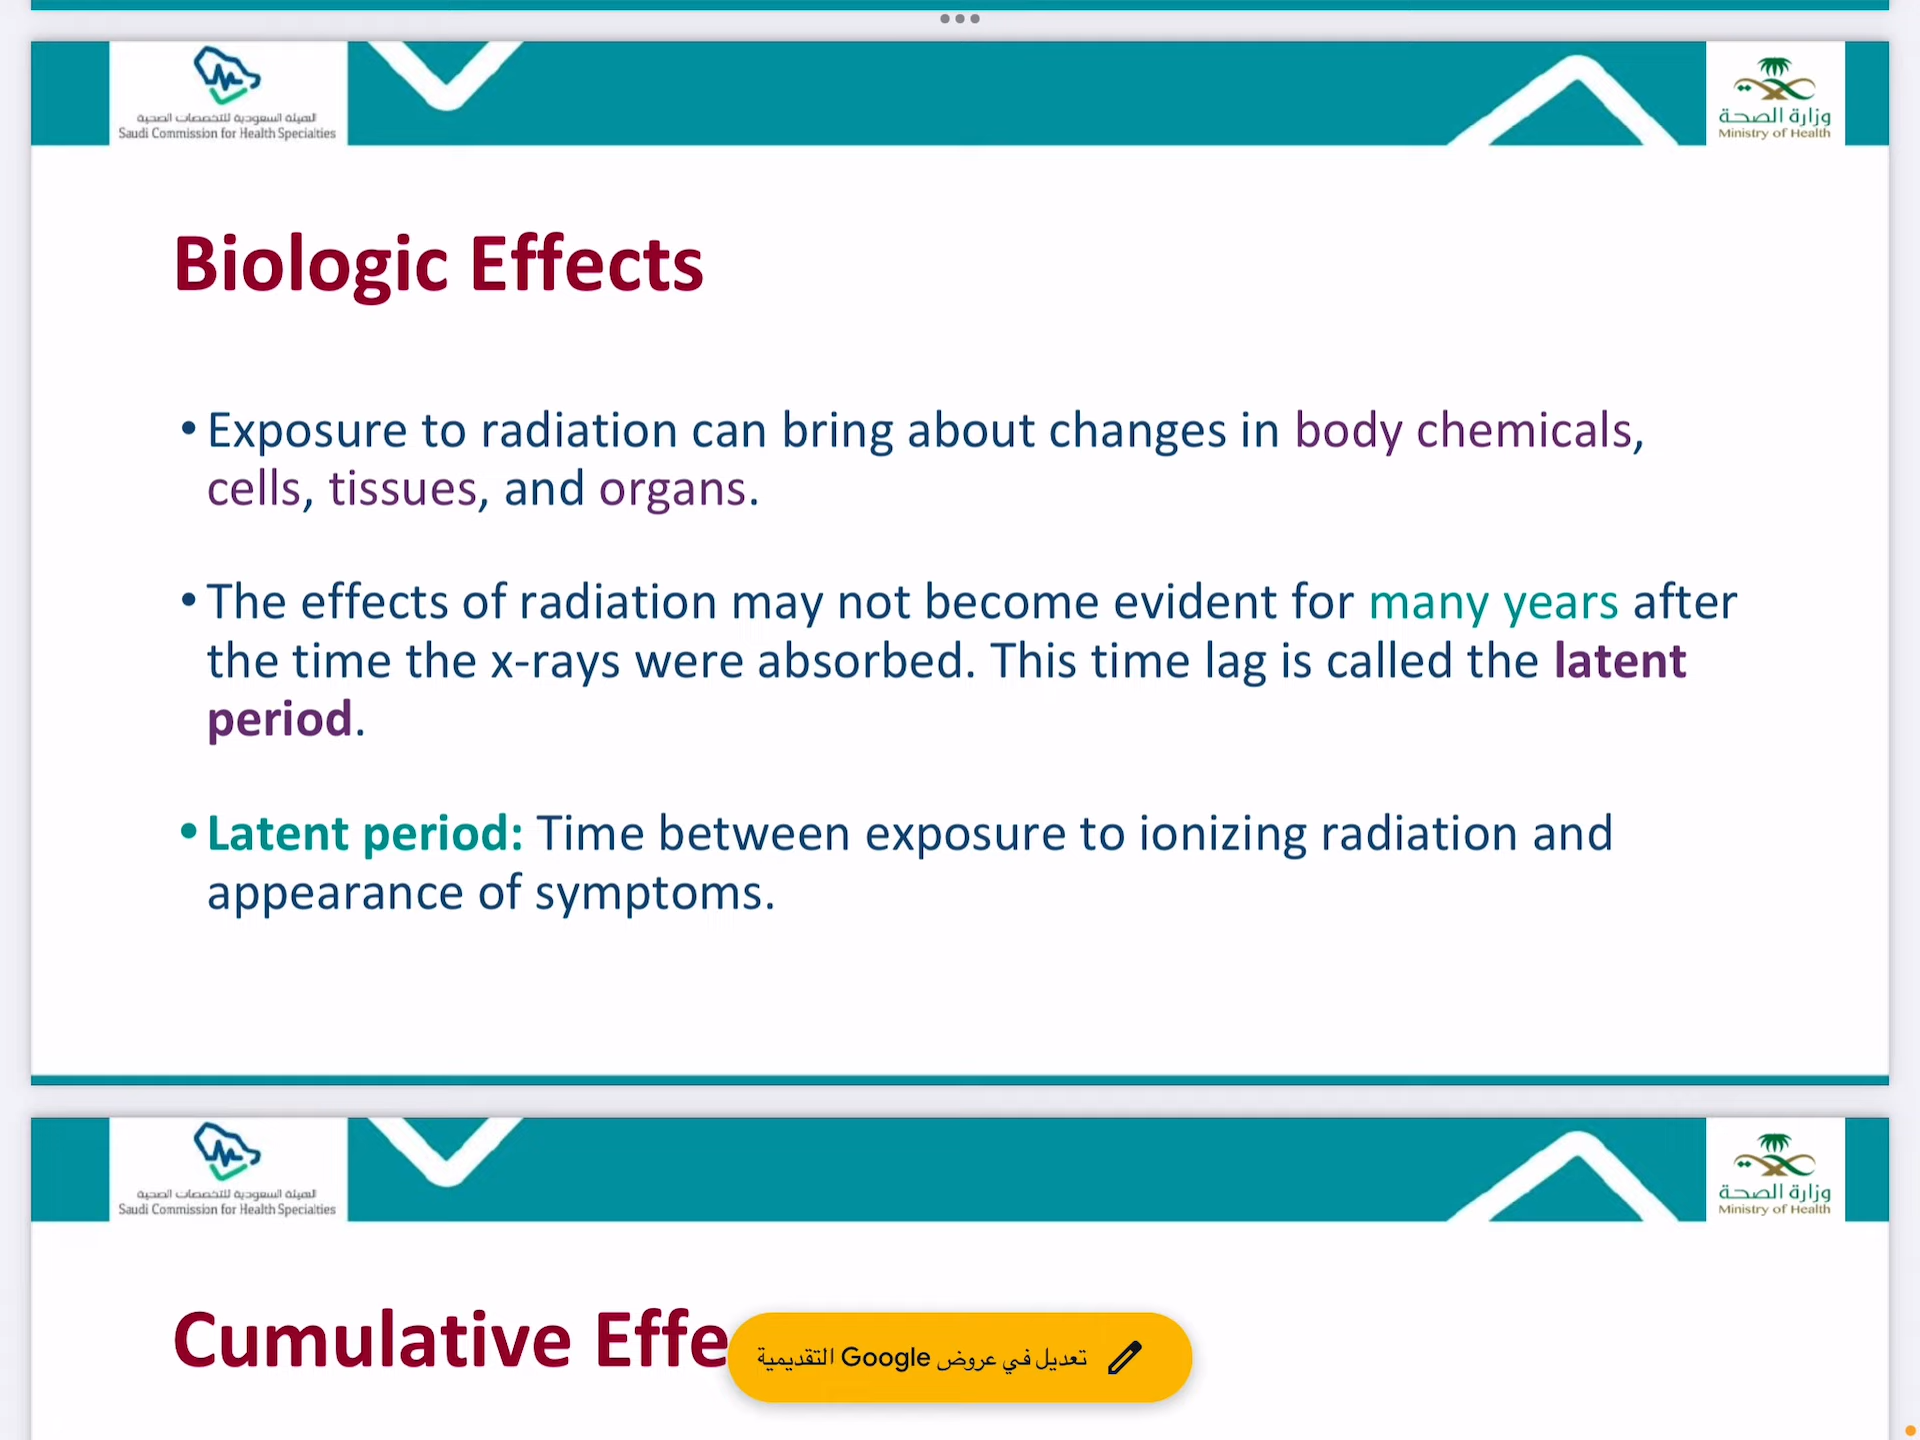 الهيئة السعودية للتخصصات الصحية
Saudi Commission for Health Specialties
وزارة الصحة
Ministry of Health
Biologic Effects
• Exposure to radiation can bring about changes in body chemicals,
cells, tissues, and organs.
• The effects of radiation may not become evident for many years after
the time the x-rays were absorbed. This time lag is called the latent
period.
• Latent period: Time between exposure to ionizing radiation and
appearance of symptoms.
الهيئة السعودية للتخصصات الصحية
Saudi Commission for Health Specialties
وزارة الصحة
Ministry of Health
Cumulative Effe
تعديل في عروض Google التقديمية